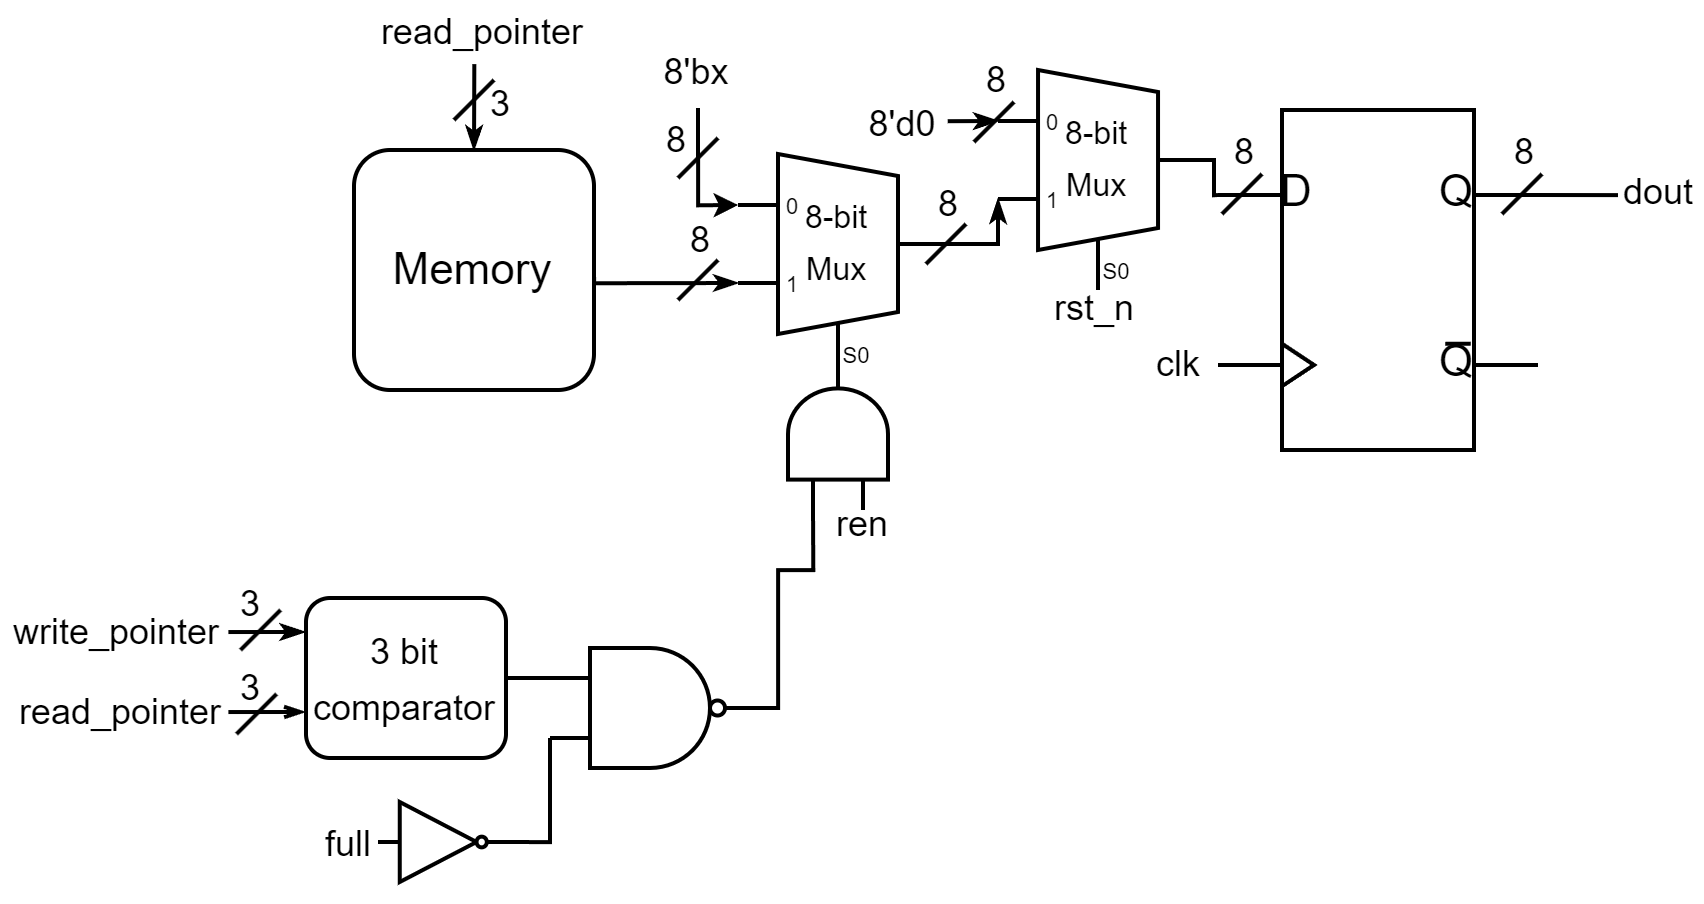 read_pointer
3
Memory
8'bx
8
8
0
1
8-bit
Mux
S0
8
8'd0
8
0
1
8-bit
Mux
S0
rst_n
8
D
Q
8
dout
clk
Q̅
ren
write_pointer
3
read_pointer
3
3 bit
comparator
full